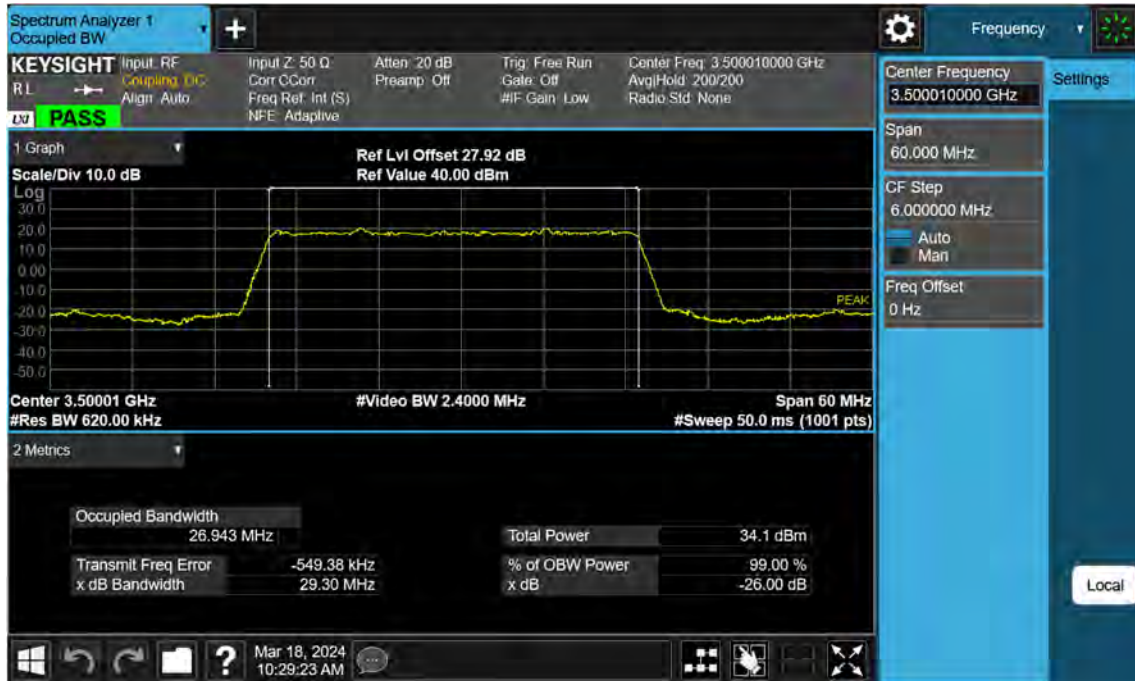 Spectrum Analyzer 1
Occupied BW
+
Frequency
KEYSIGHT
RL
LXI
PASS
Input: RF
Coupling: DC
Align: Auto
Input Z: 50 Ω
Corr CCorr
Freq Ref: Int (S)
NFE: Adaptive
Atten: 20 dB
Preamp: Off
Trig: Free Run
Gate: Off
#IF Gain: Low
Center Freq: 3.500010000 GHz
Avg|Hold: 200/200
Radio Std: None
Center Frequency
3.500010000 GHz
Settings
Span
60.000 MHz
CF Step
6.000000 MHz
Auto
Man
Freq Offset
0 Hz
1 Graph
Scale/Div 10.0 dB
Ref Lvl Offset 27.92 dB
Ref Value 40.00 dBm
Log
30.0
20.0
10.0
0.00
-10.0
-20.0
-30.0
-40.0
-50.0
PEAK
Center 3.50001 GHz
#Video BW 2.4000 MHz
Span 60 MHz
#Res BW 620.00 kHz
#Sweep 50.0 ms (1001 pts)
2 Metrics
Occupied Bandwidth
26.943 MHz
Total Power 34.1 dBm
Transmit Freq Error -549.38 kHz
% of OBW Power 99.00 %
x dB Bandwidth 29.30 MHz
x dB -26.00 dB
Local
?
Mar 18, 2024
10:29:23 AM